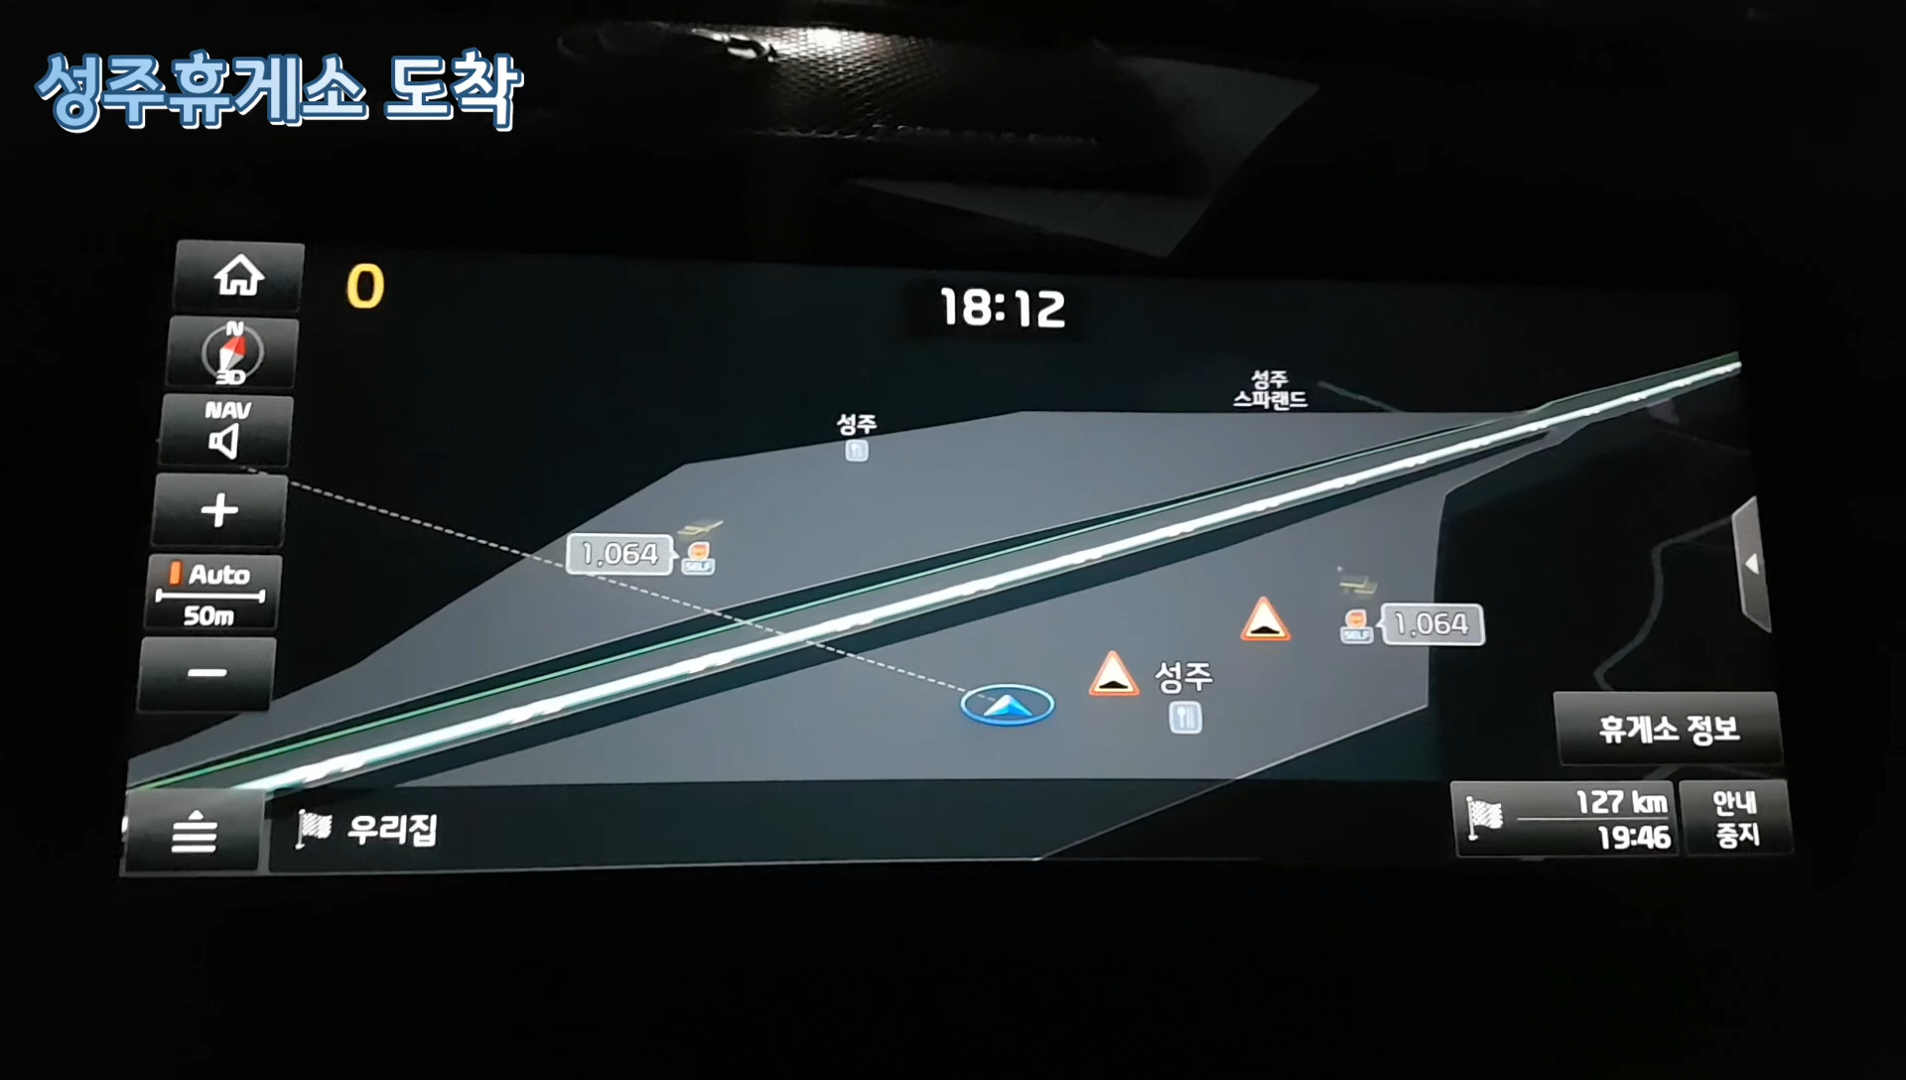 성주휴게소 도착
0
18:12
N
3D
NAV
성주
스파랜드
성주
1,064
SELF
Auto
50m
SELF
1,064
성주
휴게소 정보
우리집
127 km
19:46
안내
중지